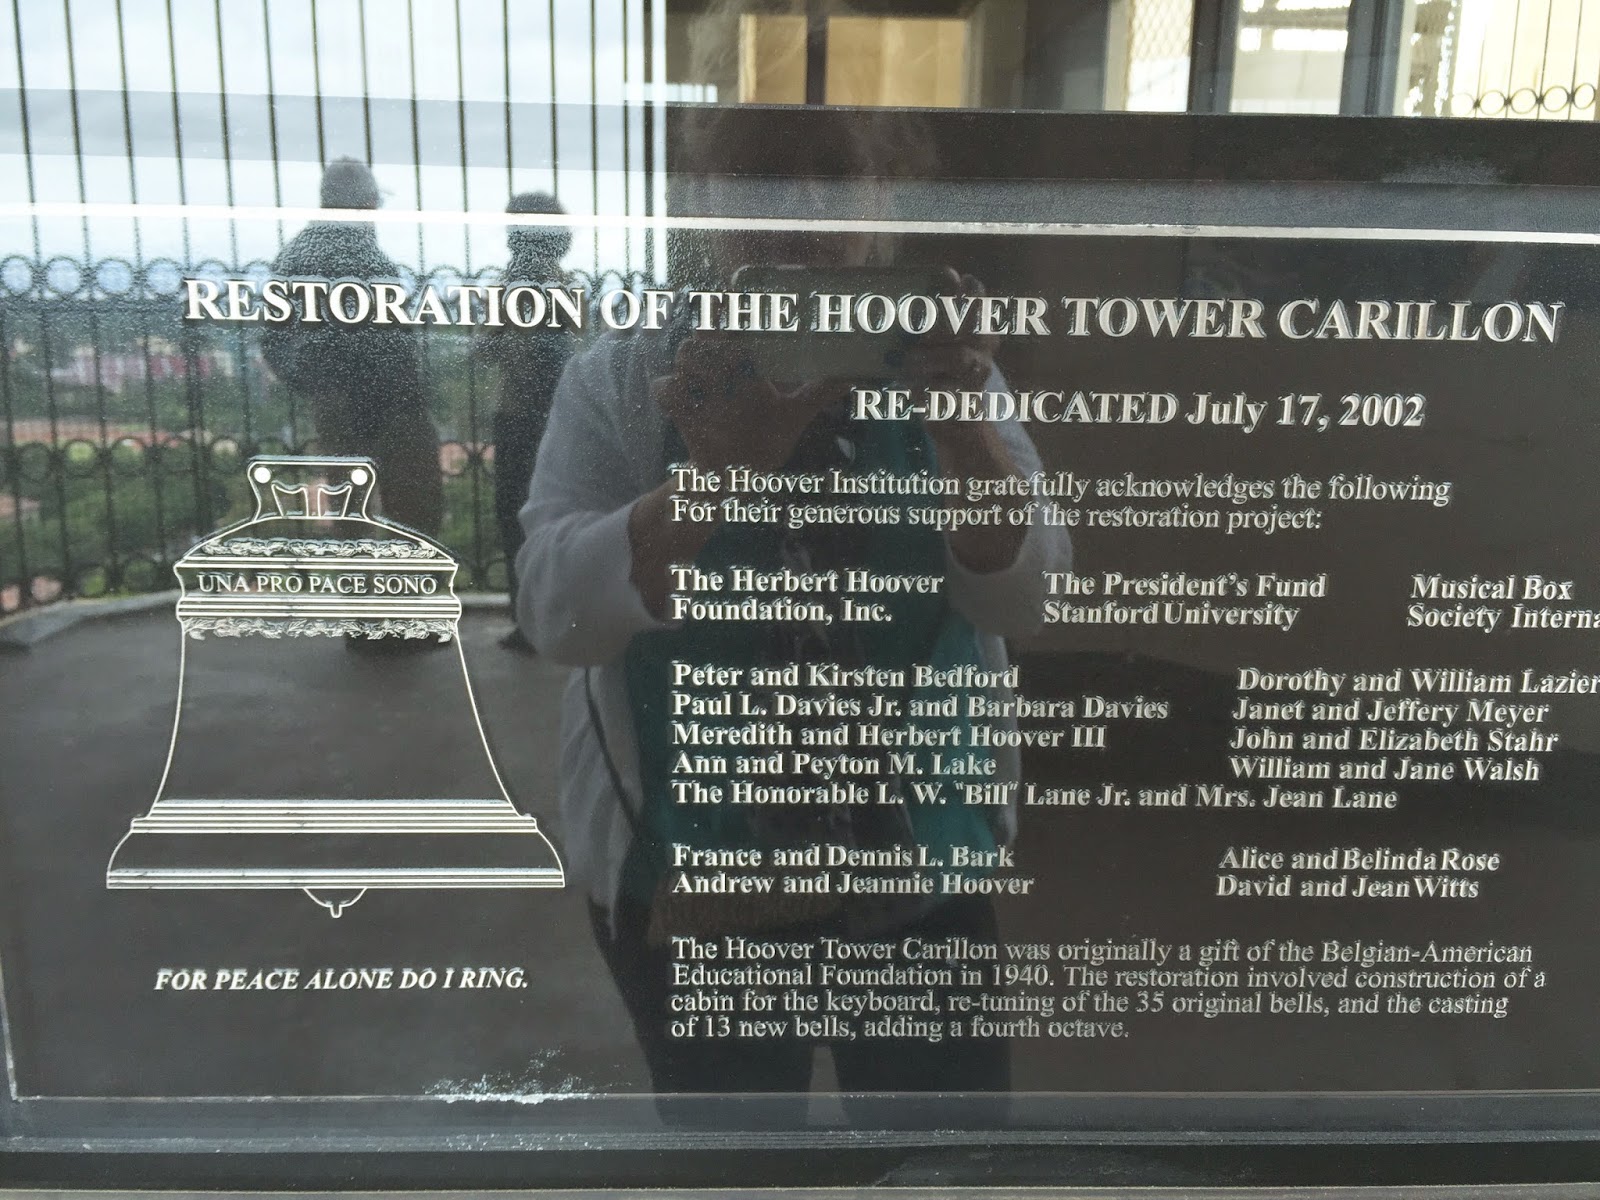 RESTORATION OF THE HOOVER TOWER CARILLON
RE-DEDICATED July 17, 2002
The Hoover Institution gratefully acknowledges the following
For their generous support of the restoration project:
The Herbert Hoover
Foundation, Inc.
The President's Fund
Stanford University
Musical Box
Society
Peter and Kirsten Bedford
Paul L. Davies Jr. and Barbara Davies
Meredith and Herbert Hoover III
Ann and Peyton M. Lake
The Honorable L. W. "Bill" Lane Jr. and Mrs. Jean Lane
Dorothy and William Lazier
Janet and Jeffery Meyer
John and Elizabeth Stahr
William and Jane Walsh
France and Dennis L. Bark
Andrew and Jeannie Hoover
Alice and Belinda Rose
David and Jean Witts
The Hoover Tower Carillon was originally a gift of the Belgian-American
Educational Foundation in 1940. The restoration involved construction of a
cabin for the keyboard, re-tuning of the 35 original bells, and the casting
of 13 new bells, adding a fourth octave.
UNA PRO PACE SONO
FOR PEACE ALONE DO I RING.